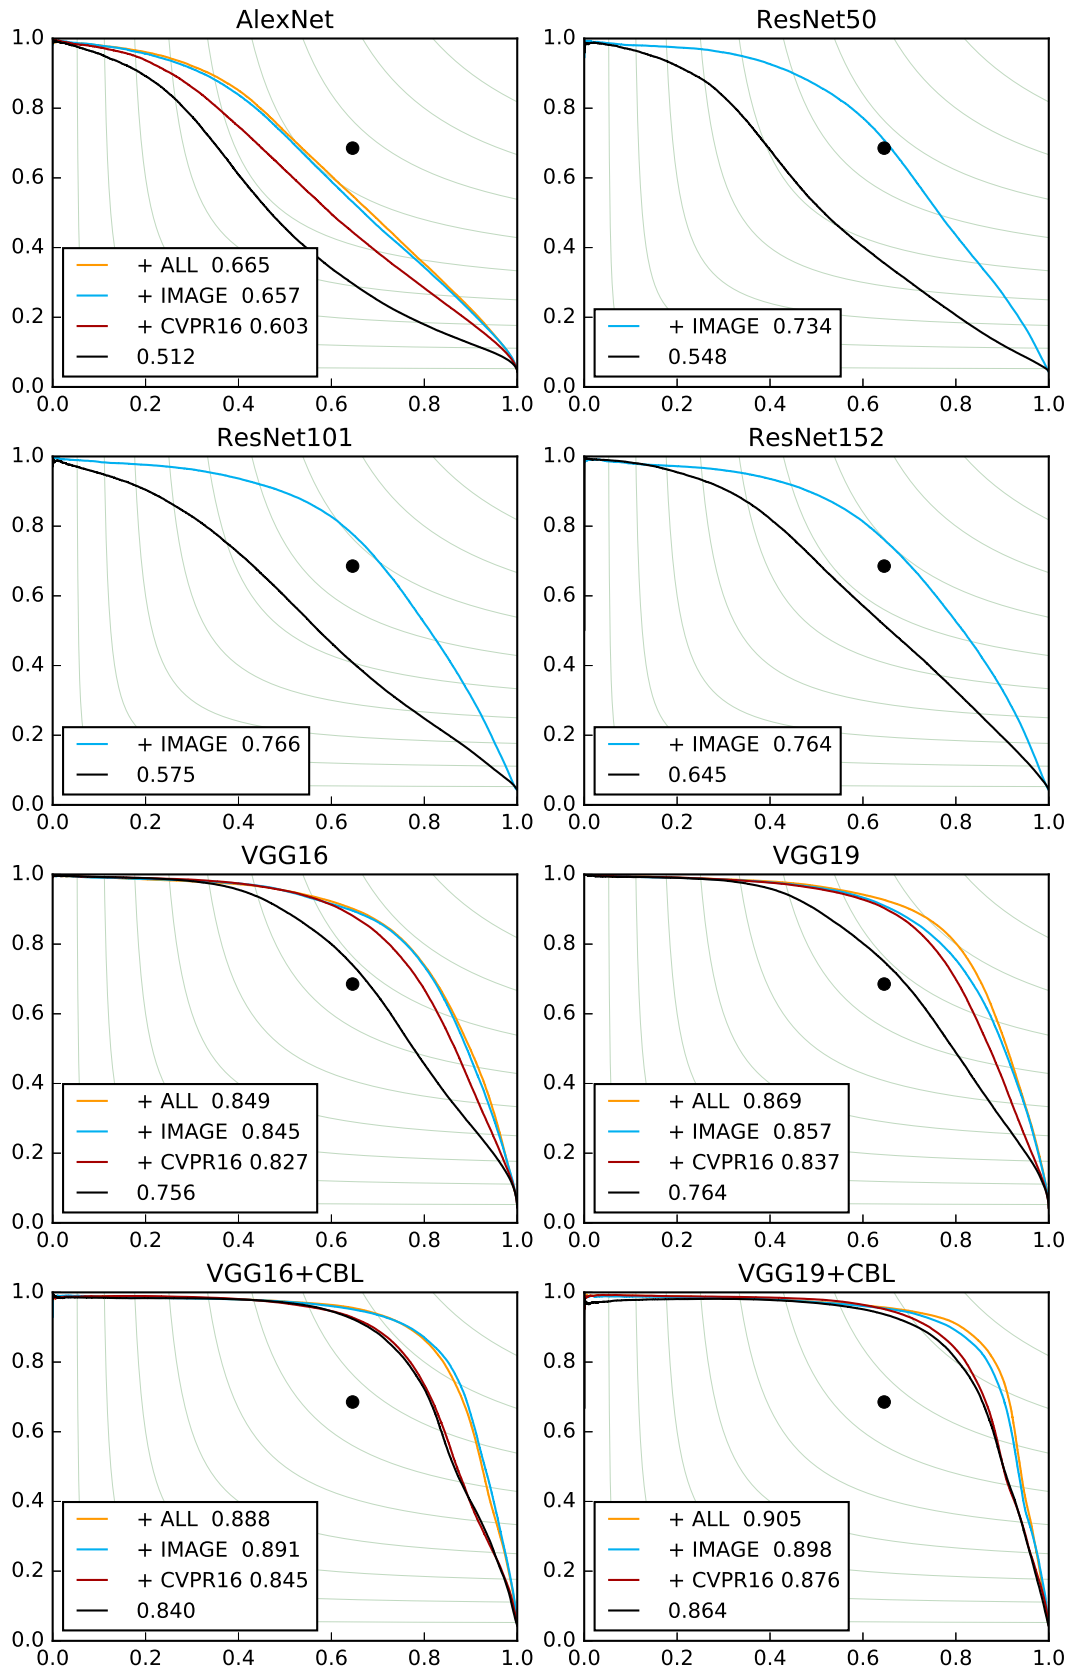 AlexNet
1.0
0.8
0.6
0.4
0.2
0.0
+ ALL 0.665
+ IMAGE 0.657
+ CVPR16 0.603
0.512
0.0 0.2 0.4 0.6 0.8 1.0
ResNet50
1.0
0.8
0.6
0.4
0.2
0.0
+ IMAGE 0.734
0.548
0.0 0.2 0.4 0.6 0.8 1.0
ResNet101
1.0
0.8
0.6
0.4
0.2
0.0
+ IMAGE 0.766
0.575
0.0 0.2 0.4 0.6 0.8 1.0
ResNet152
1.0
0.8
0.6
0.4
0.2
0.0
+ IMAGE 0.764
0.645
0.0 0.2 0.4 0.6 0.8 1.0
VGG16
1.0
0.8
0.6
0.4
0.2
0.0
+ ALL 0.849
+ IMAGE 0.845
+ CVPR16 0.827
0.756
0.0 0.2 0.4 0.6 0.8 1.0
VGG19
1.0
0.8
0.6
0.4
0.2
0.0
+ ALL 0.869
+ IMAGE 0.857
+ CVPR16 0.837
0.764
0.0 0.2 0.4 0.6 0.8 1.0
VGG16+CBL
1.0
0.8
0.6
0.4
0.2
0.0
+ ALL 0.888
+ IMAGE 0.891
+ CVPR16 0.845
0.840
0.0 0.2 0.4 0.6 0.8 1.0
VGG19+CBL
1.0
0.8
0.6
0.4
0.2
0.0
+ ALL 0.905
+ IMAGE 0.898
+ CVPR16 0.876
0.864
0.0 0.2 0.4 0.6 0.8 1.0